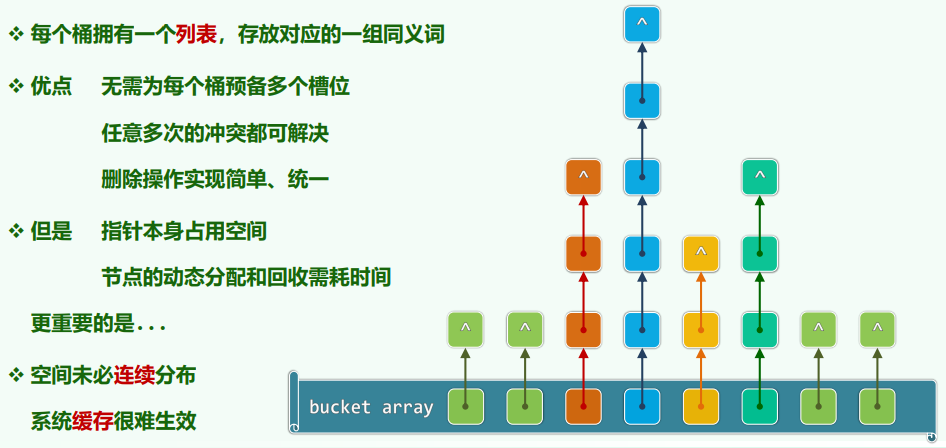 ❖ 每个桶拥有一个列表，存放对应的一组同义词
❖ 优点 无需为每个桶预备多个槽位
任意多次的冲突都可解决
删除操作实现简单、统一
❖ 但是 指针本身占用空间
节点的动态分配和回收需耗时间
更重要的是...
❖ 空间未必连续分布
系统缓存很难生效
^
^ ^
^
^ ^ ^ ^
bucket array